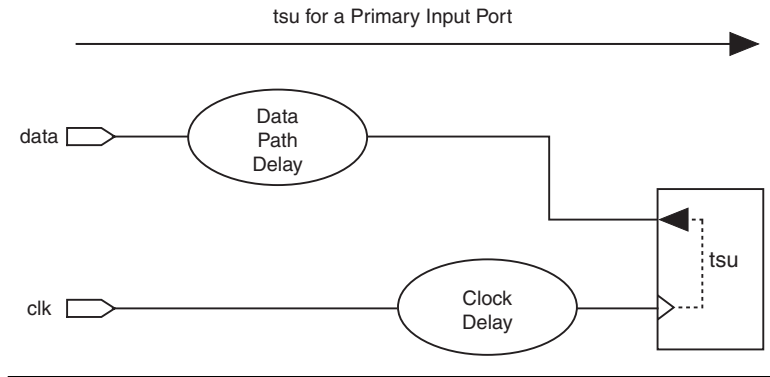 tsu for a Primary Input Port
data
Data
Path
Delay
tsu
clk
Clock
Delay